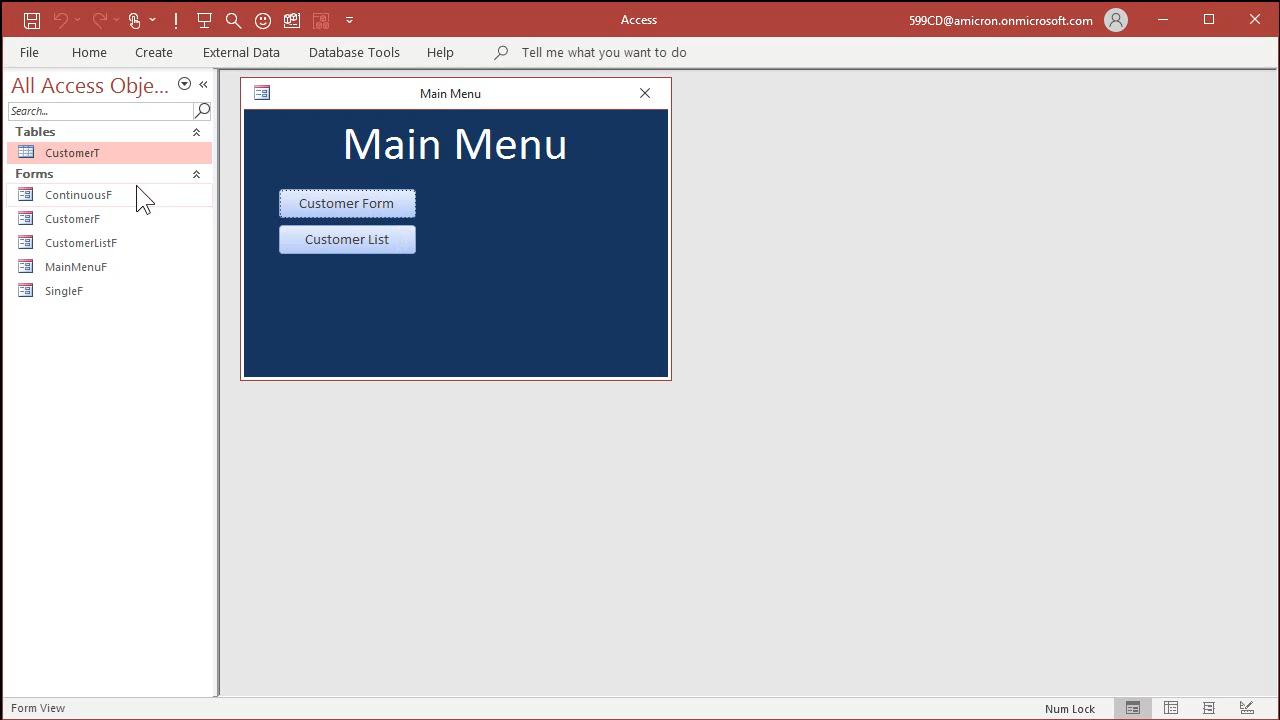 Access
599CD@amicron.onmicrosoft.com
File Home Create External Data Database Tools Help Tell me what you want to do
All Access Obje...
Search...
Tables
CustomerT
Forms
ContinuousF
CustomerF
CustomerListF
MainMenuF
SingleF
Main Menu
Main Menu
Customer Form
Customer List
Form View
Num Lock